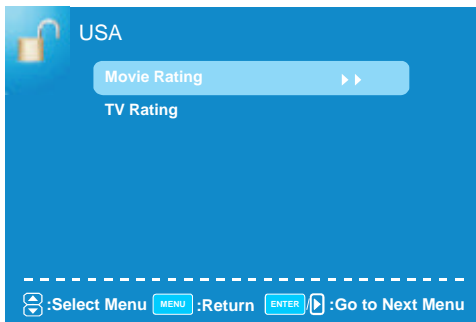 USA
Movie Rating
TV Rating
:Select Menu MENU :Return ENTER / :Go to Next Menu